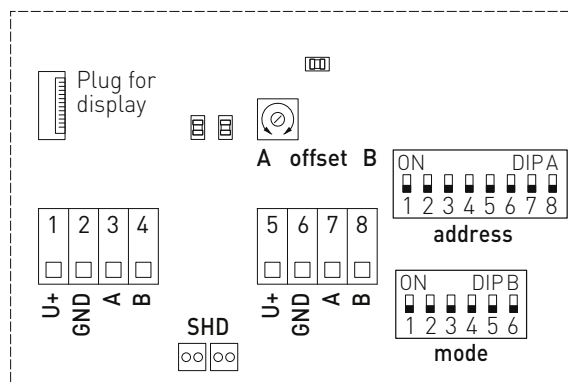 Plug for
display
A offset B
ON DIP A
1 2 3 4 5 6 7 8
address
1 2 3 4
U+ GND A B
5 6 7 8
U+ GND A B
ON DIP B
1 2 3 4 5 6
mode
SHD